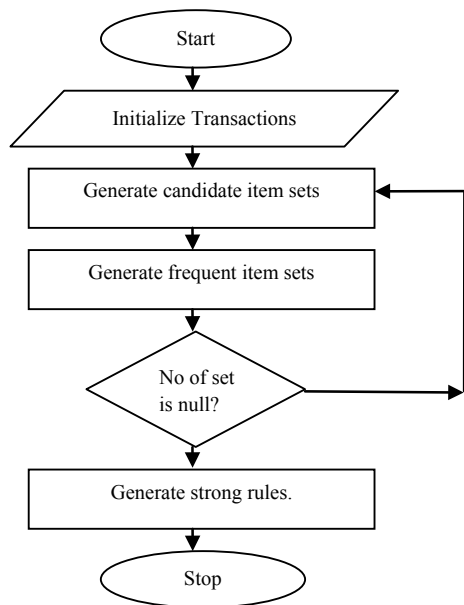 Start
Initialize Transactions
Generate candidate item sets
Generate frequent item sets
No of set
is null?
Generate strong rules.
Stop